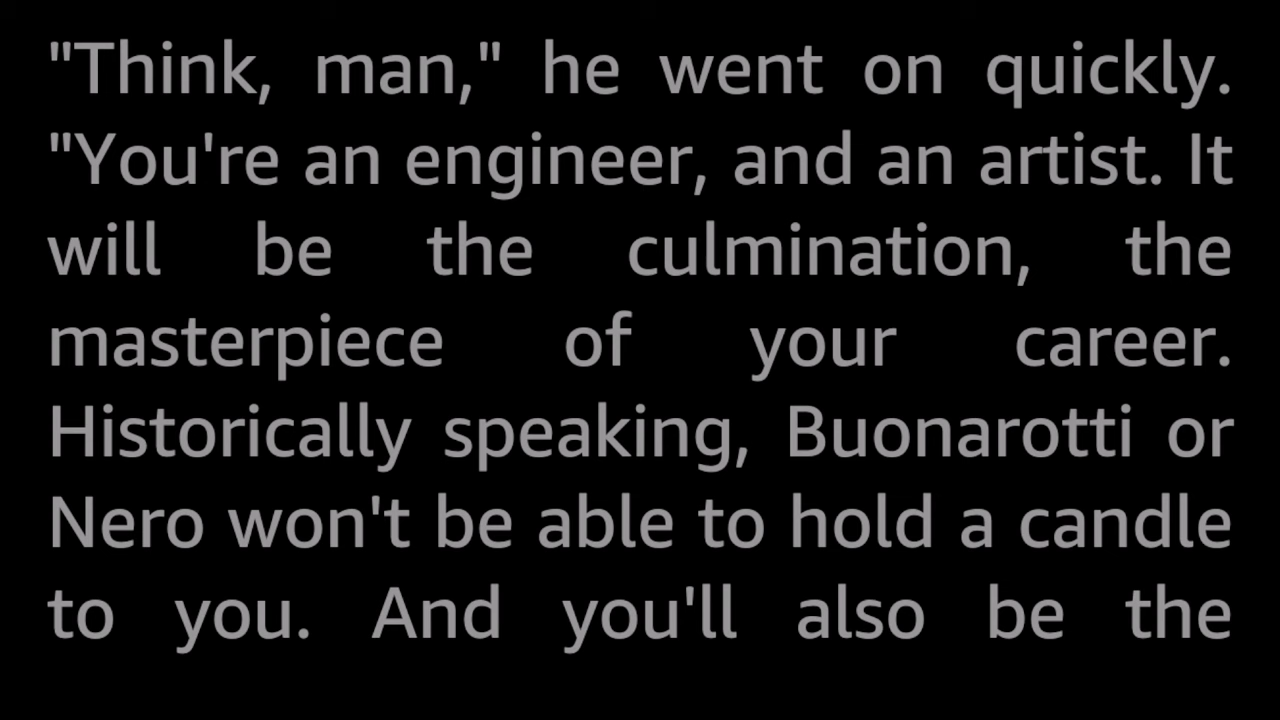 "Think, man," he went on quickly.
"You're an engineer, and an artist. It
will be the culmination, the
masterpiece of your career.
Historically speaking, Buonarotti or
Nero won't be able to hold a candle
to you. And you'll also be the